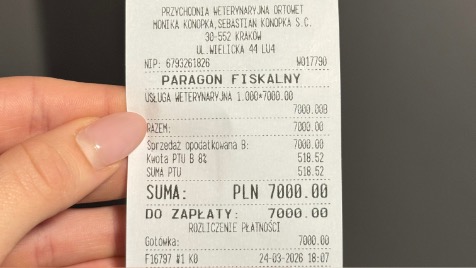 PRZYCHODNIA WETERYNARYJNA ORTOWET
MONIKA KONOPKA,SEBASTIAN KONOPKA S.C.
30-552 KRAKÓW
UL.WIELICKA 44 LU4
NIP: 6793261826 W017790
PARAGON FISKALNY
USŁUGA WETERYNARYJNA 1.000*7000.00
7000.00B
RAZEM: 7000.00
Sprzedaż opodatkowana B: 7000.00
Kwota PTU B 8% 518.52
SUMA PTU 518.52
SUMA: PLN 7000.00
DO ZAPŁATY: 7000.00
ROZLICZENIE PŁATNOŚCI
Gotówka: 7000.00
F16797 #1 K0 24-03-2026 18:07